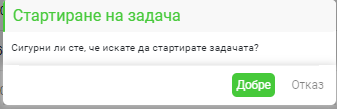 Стартиране на задача
Сигурни ли сте, че искате да стартирате задачата?
Добре Отказ